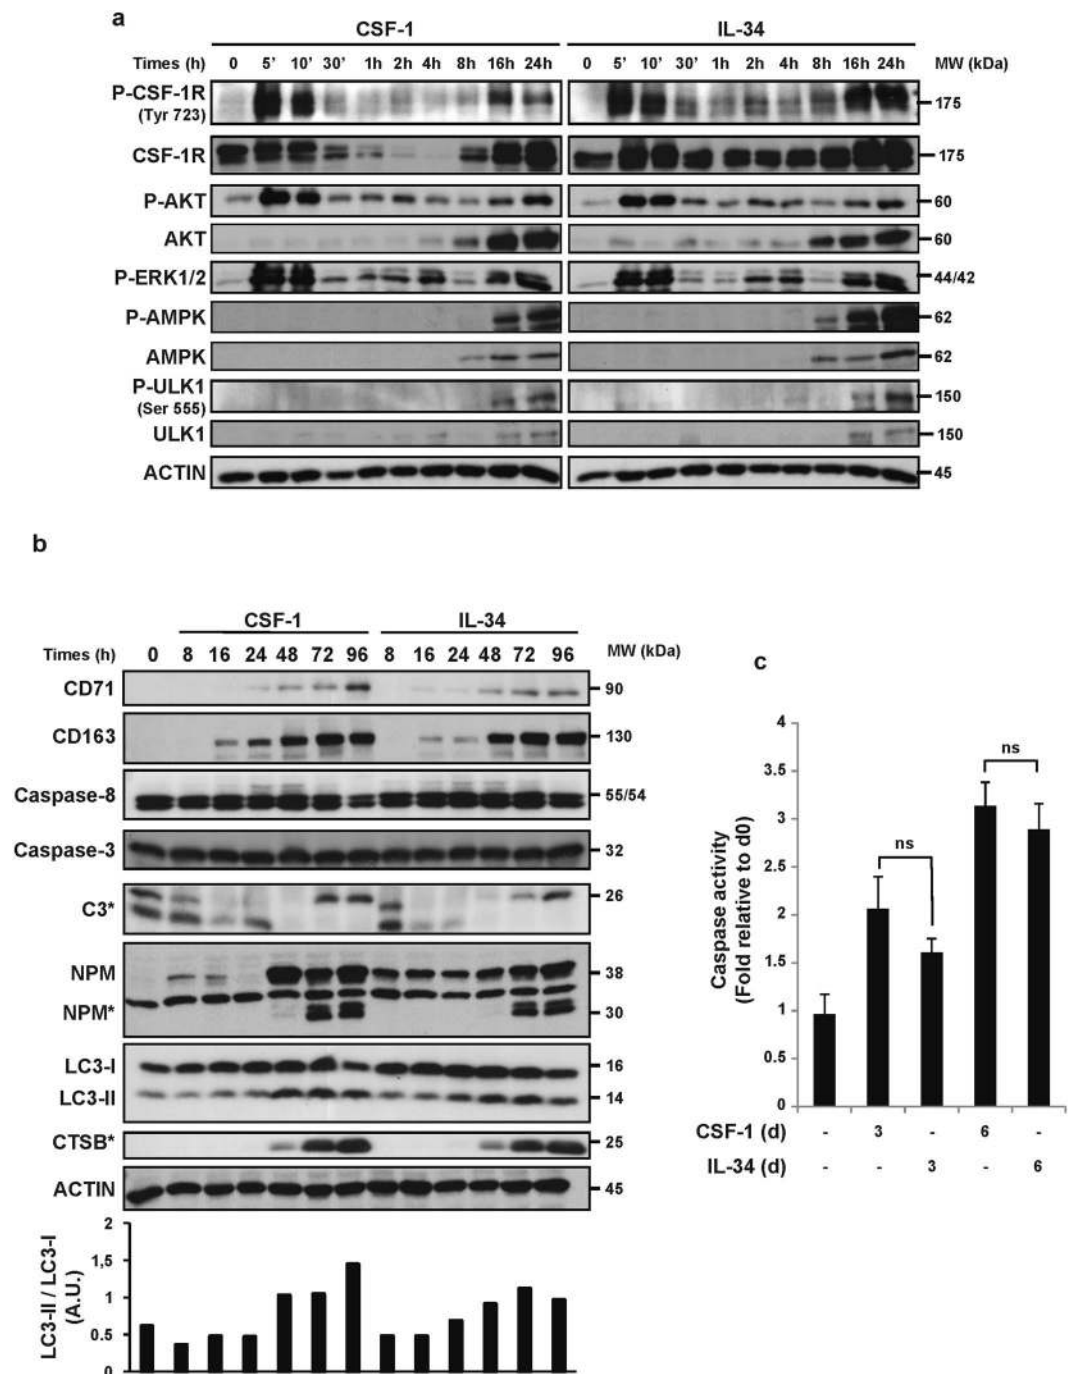 a
CSF-1 IL-34
Times (h) 0 5’ 10’ 30’ 1h 2h 4h 8h 16h 24h 0 5’ 10’ 30’ 1h 2h 4h 8h 16h 24h MW (kDa)
P-CSF-1R
(Tyr 723) 175
CSF-1R 175
P-AKT 60
AKT 60
P-ERK1/2 44/42
P-AMPK 62
AMPK 62
P-ULK1
(Ser 555) 150
ULK1 150
ACTIN 45
b
CSF-1 IL-34
Times (h) 0 8 16 24 48 72 96 8 16 24 48 72 96 MW (kDa)
CD71 90
CD163 130
Caspase-8 55/54
Caspase-3 32
C3* 26
NPM 38
NPM* 30
LC3-I 16
LC3-II 14
CTSB* 25
ACTIN 45
LC3-II / LC3-I
(A.U.)
2
1,5
1
0.5
0
c
Caspase activity
(Fold relative to d0)
4
3.5
3
2.5
2
1.5
1
0.5
0
ns
ns
CSF-1 (d) - 3 - 6 -
IL-34 (d) - - 3 - 6